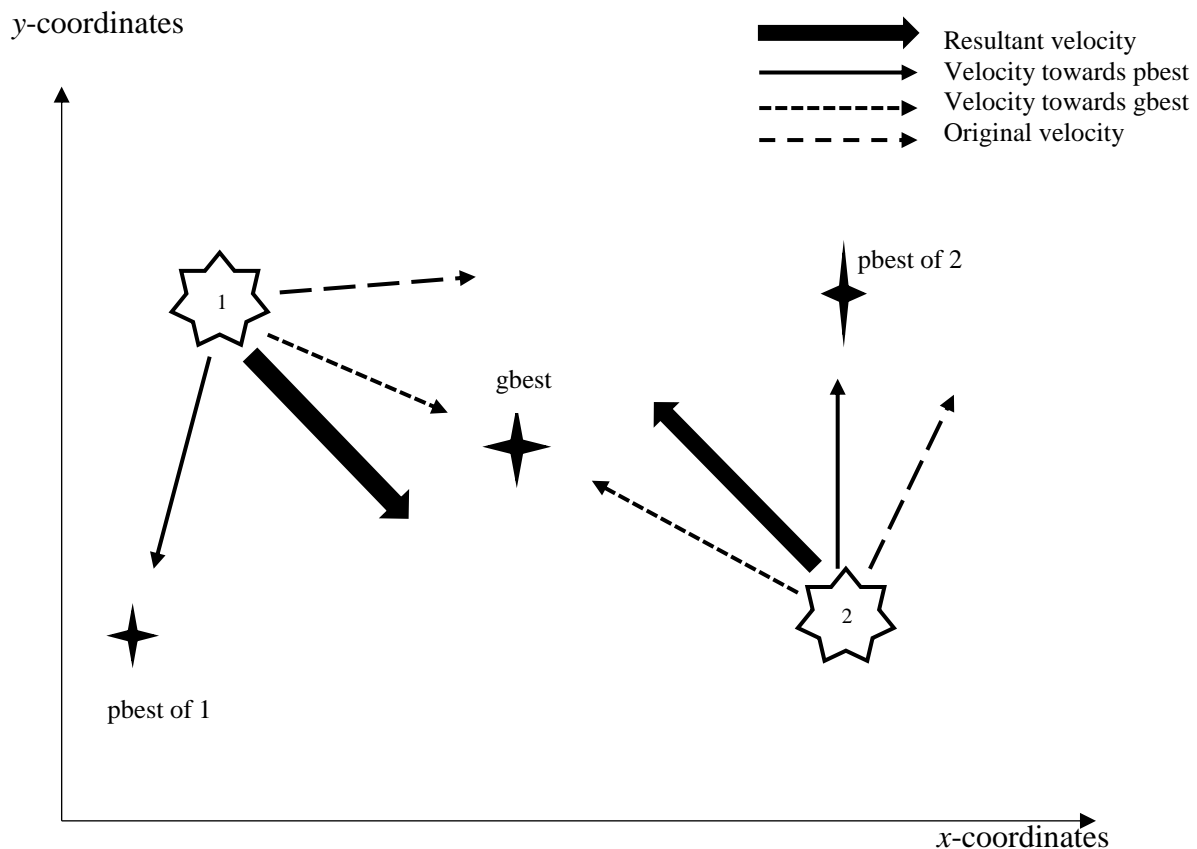 y-coordinates
Resultant velocity
Velocity towards pbest
Velocity towards gbest
Original velocity
pbest of 2
1
gbest
2
pbest of 1
x-coordinates